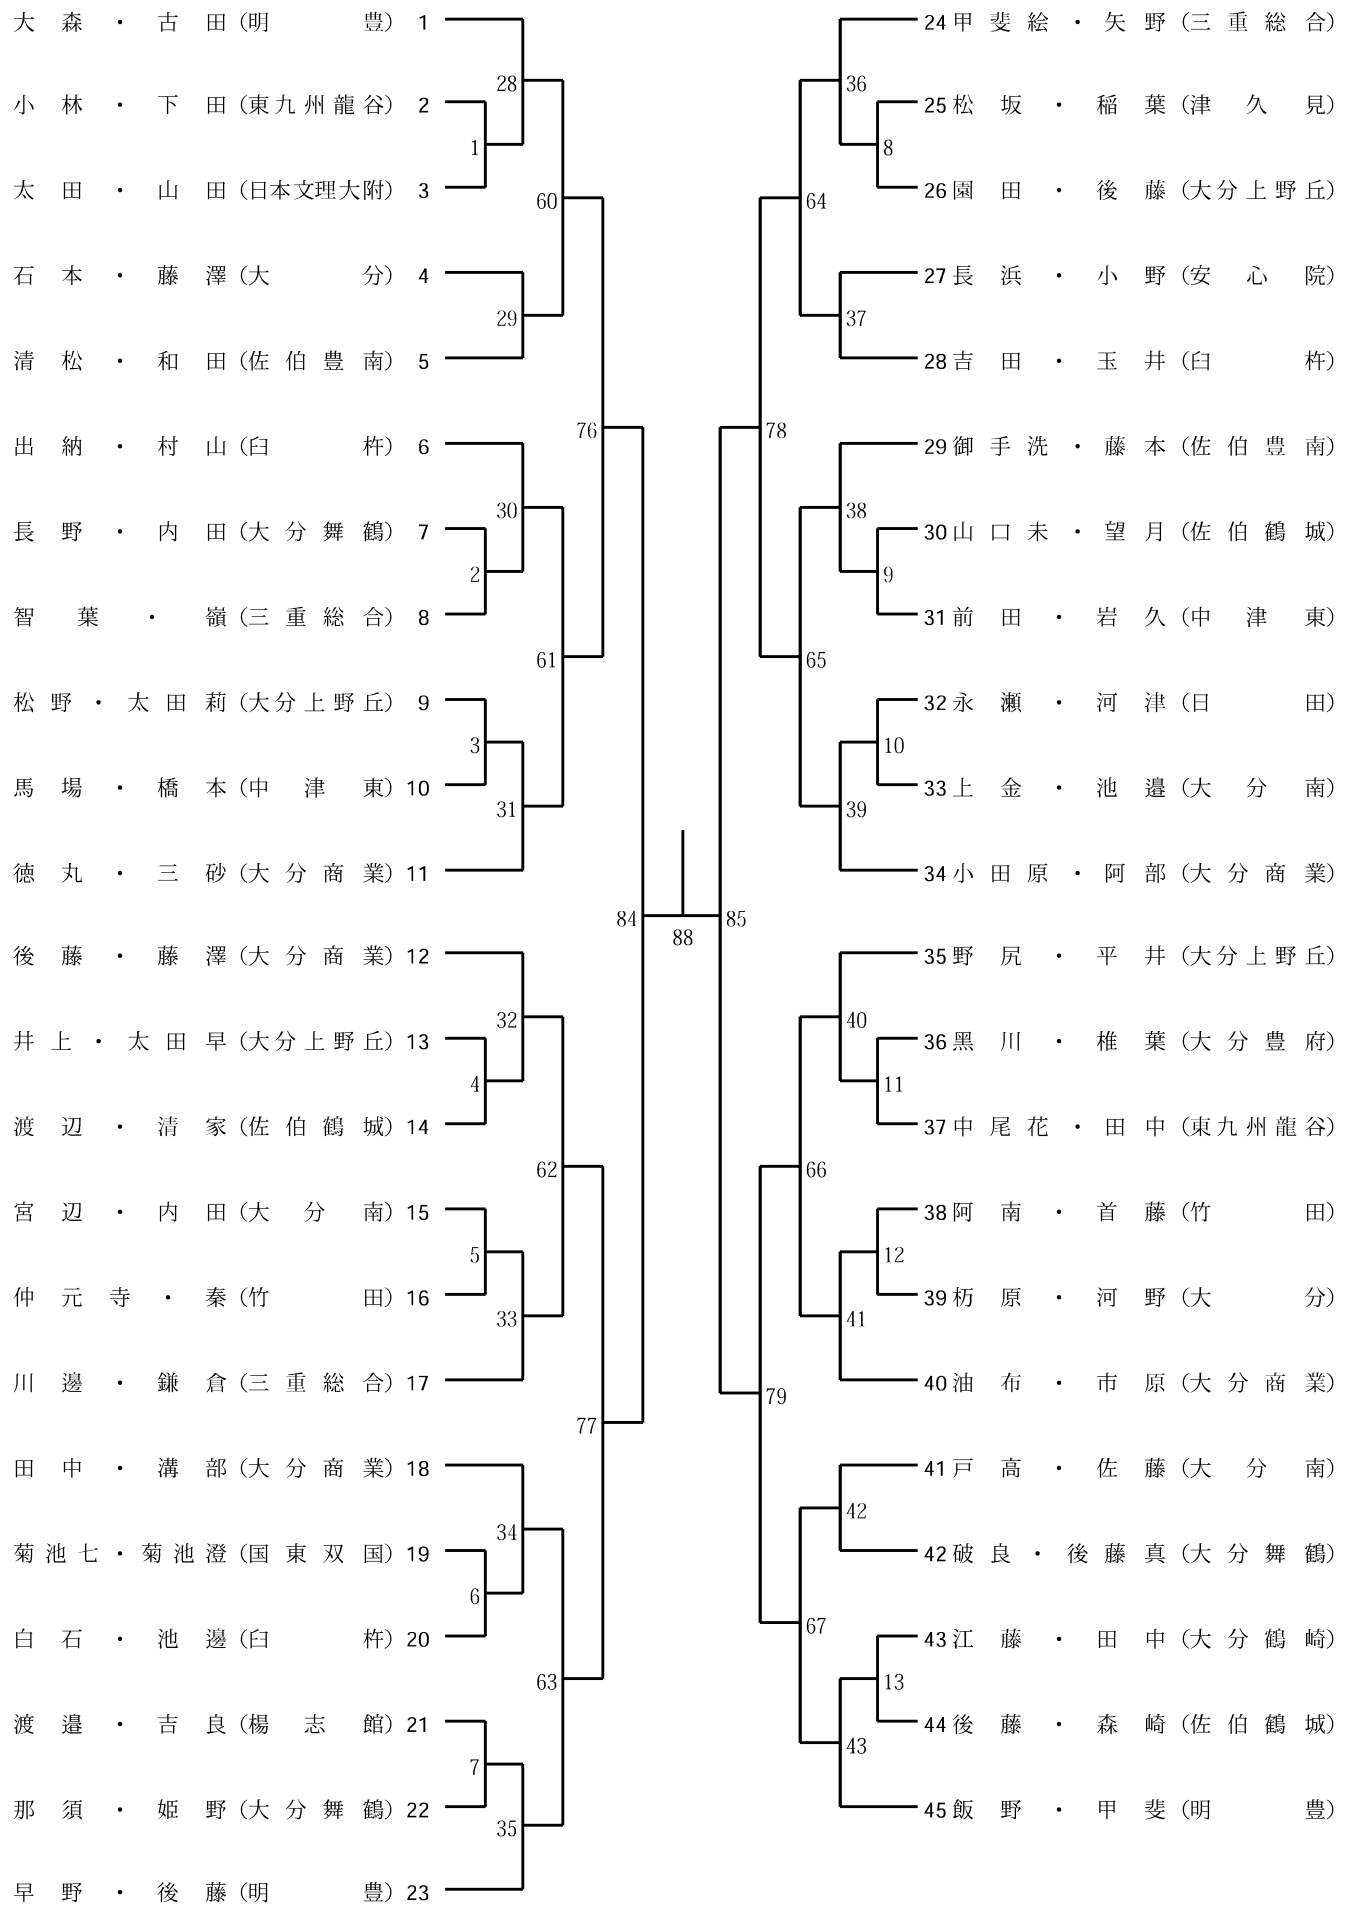 大森・古田（明豊） 1
小林・下田（東九州龍谷） 2
太田・山田（日本文理大附） 3
石本・藤澤（大分） 4
清松・和田（佐伯豊南） 5
出納・村山（臼杵） 6
長野・内田（大分舞鶴） 7
智葉・嶺（三重総合） 8
松野・太田莉（大分上野丘） 9
馬場・橋本（中津東） 10
徳丸・三砂（大分商業） 11
後藤・藤澤（大分商業） 12
井上・太田早（大分上野丘） 13
渡辺・清家（佐伯鶴城） 14
宮辺・内田（大分南） 15
仲元寺・秦（竹田） 16
川邊・鎌倉（三重総合） 17
田中・溝部（大分商業） 18
菊池七・菊池澄（国東双国） 19
白石・池邊（臼杵） 20
渡邉・吉良（楊志館） 21
那須・姫野（大分舞鶴） 22
早野・後藤（明豊） 23
28
1
60
29
76
30
2
61
3
31
84
32
4
62
5
33
77
34
6
63
7
35
88
36
8
64
37
78
38
9
65
10
39
85
40
11
66
12
41
79
42
67
13
43
24 甲斐絵・矢野（三重総合）
25 松坂・稲葉（津久見）
26 園田・後藤（大分上野丘）
27 長浜・小野（安心院）
28 吉田・玉井（臼杵）
29 御手洗・藤本（佐伯豊南）
30 山口未・望月（佐伯鶴城）
31 前田・岩久（中津東）
32 永瀬・河津（日田）
33 上金・池邉（大分南）
34 小田原・阿部（大分商業）
35 野尻・平井（大分上野丘）
36 黒川・椎葉（大分豊府）
37 中尾花・田中（東九州龍谷）
38 阿南・首藤（竹田）
39 杤原・河野（大分）
40 油布・市原（大分商業）
41 戸高・佐藤（大分南）
42 破良・後藤真（大分舞鶴）
43 江藤・田中（大分鶴崎）
44 後藤・森崎（佐伯鶴城）
45 飯野・甲斐（明豊）